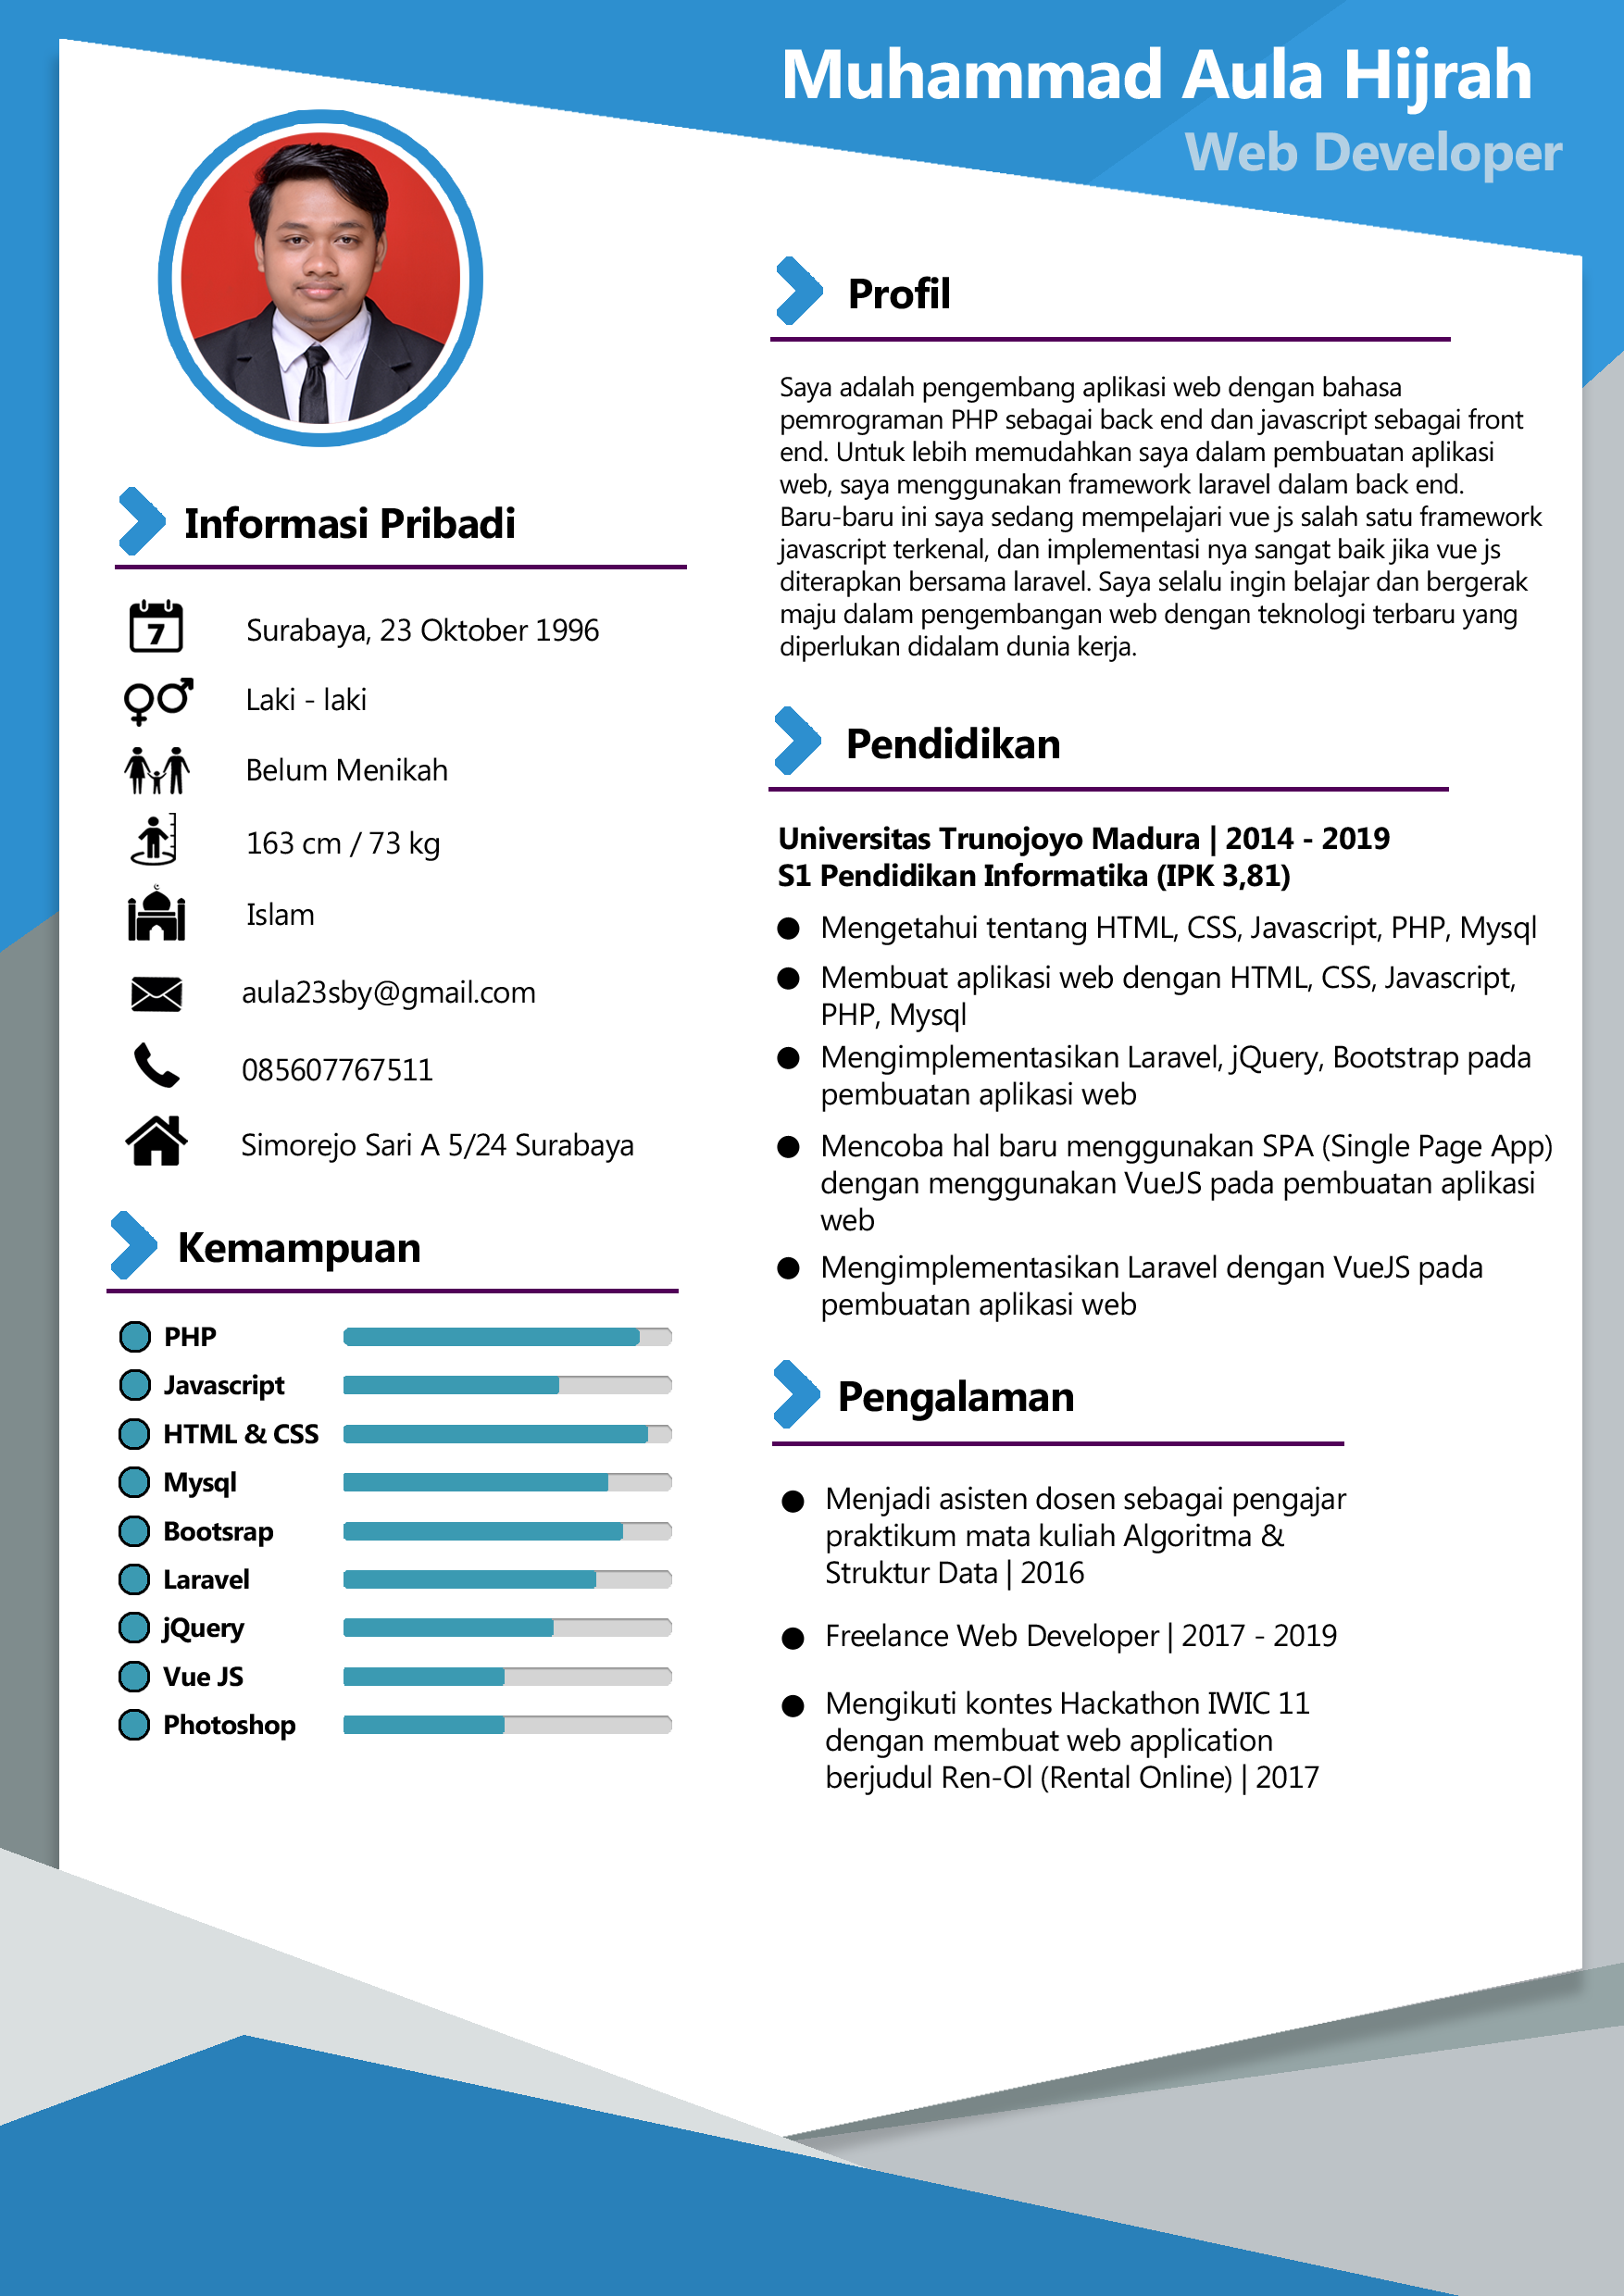 Muhammad Aula Hijrah
Web Developer
Informasi Pribadi
7
Surabaya, 23 Oktober 1996
Laki - laki
Belum Menikah
163 cm / 73 kg
Islam
aula23sby@gmail.com
085607767511
Simorejo Sari A 5/24 Surabaya
Kemampuan
PHP
Javascript
HTML & CSS
Mysql
Bootsrap
Laravel
jQuery
Vue JS
Photoshop
Profil
Saya adalah pengembang aplikasi web dengan bahasa
pemrograman PHP sebagai back end dan javascript sebagai front
end. Untuk lebih memudahkan saya dalam pembuatan aplikasi
web, saya menggunakan framework laravel dalam back end.
Baru-baru ini saya sedang mempelajari vue js salah satu framework
javascript terkenal, dan implementasi nya sangat baik jika vue js
diterapkan bersama laravel. Saya selalu ingin belajar dan bergerak
maju dalam pengembangan web dengan teknologi terbaru yang
diperlukan didalam dunia kerja.
Pendidikan
Universitas Trunojoyo Madura | 2014 - 2019
S1 Pendidikan Informatika (IPK 3,81)
● Mengetahui tentang HTML, CSS, Javascript, PHP, Mysql
● Membuat aplikasi web dengan HTML, CSS, Javascript,
PHP, Mysql
● Mengimplementasikan Laravel, jQuery, Bootstrap pada
pembuatan aplikasi web
● Mencoba hal baru menggunakan SPA (Single Page App)
dengan menggunakan VueJS pada pembuatan aplikasi
web
● Mengimplementasikan Laravel dengan VueJS pada
pembuatan aplikasi web
Pengalaman
● Menjadi asisten dosen sebagai pengajar
praktikum mata kuliah Algoritma &
Struktur Data | 2016
● Freelance Web Developer | 2017 - 2019
● Mengikuti kontes Hackathon IWIC 11
dengan membuat web application
berjudul Ren-Ol (Rental Online) | 2017